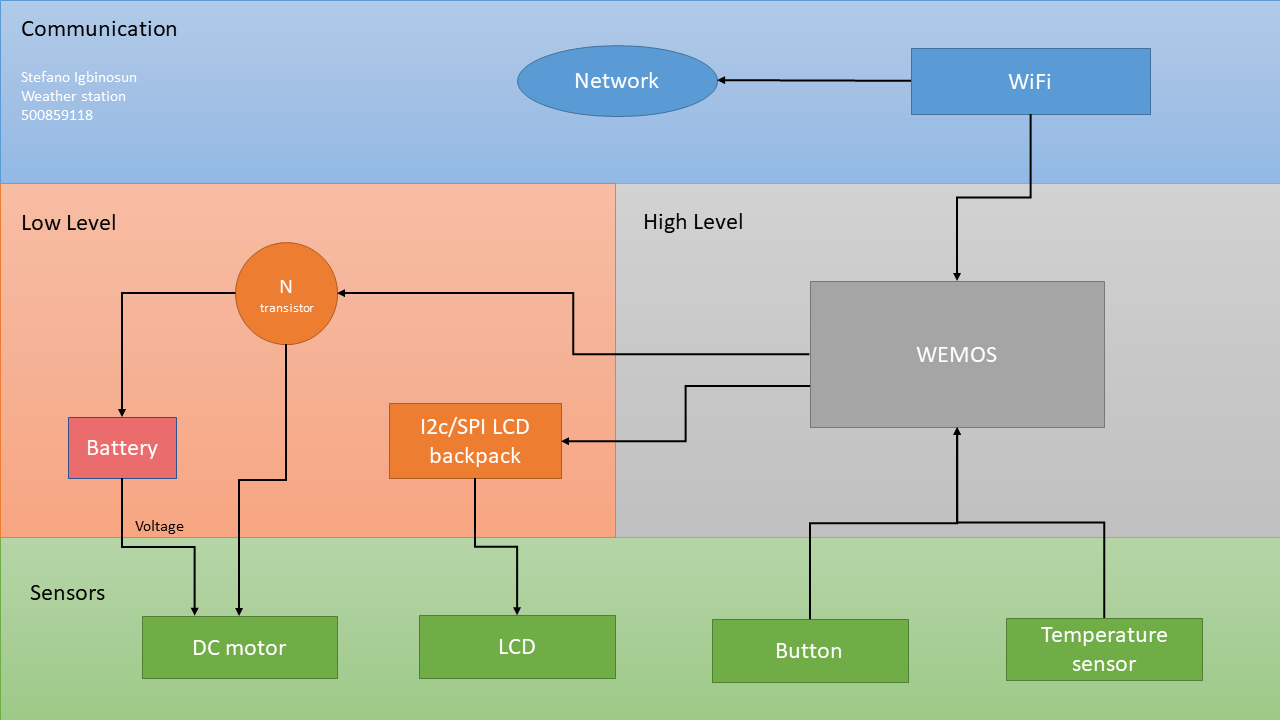 Communication
Stefano Igbinosun
Weather station
500859118
Network
WiFi
Low Level
High Level
N
transistor
WEMOS
Battery
I2c/SPI LCD
backpack
Voltage
Sensors
DC motor
LCD
Button
Temperature
sensor